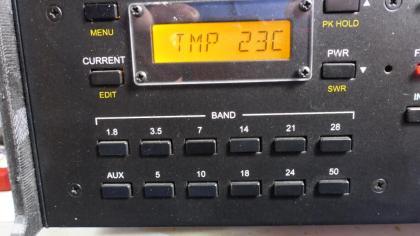 MENU
PK HOLD
TMP 23C
CURRENT
EDIT
PWR
SWR
BAND
1.8 3.5 7 14 21 28
AUX 5 10 18 24 50